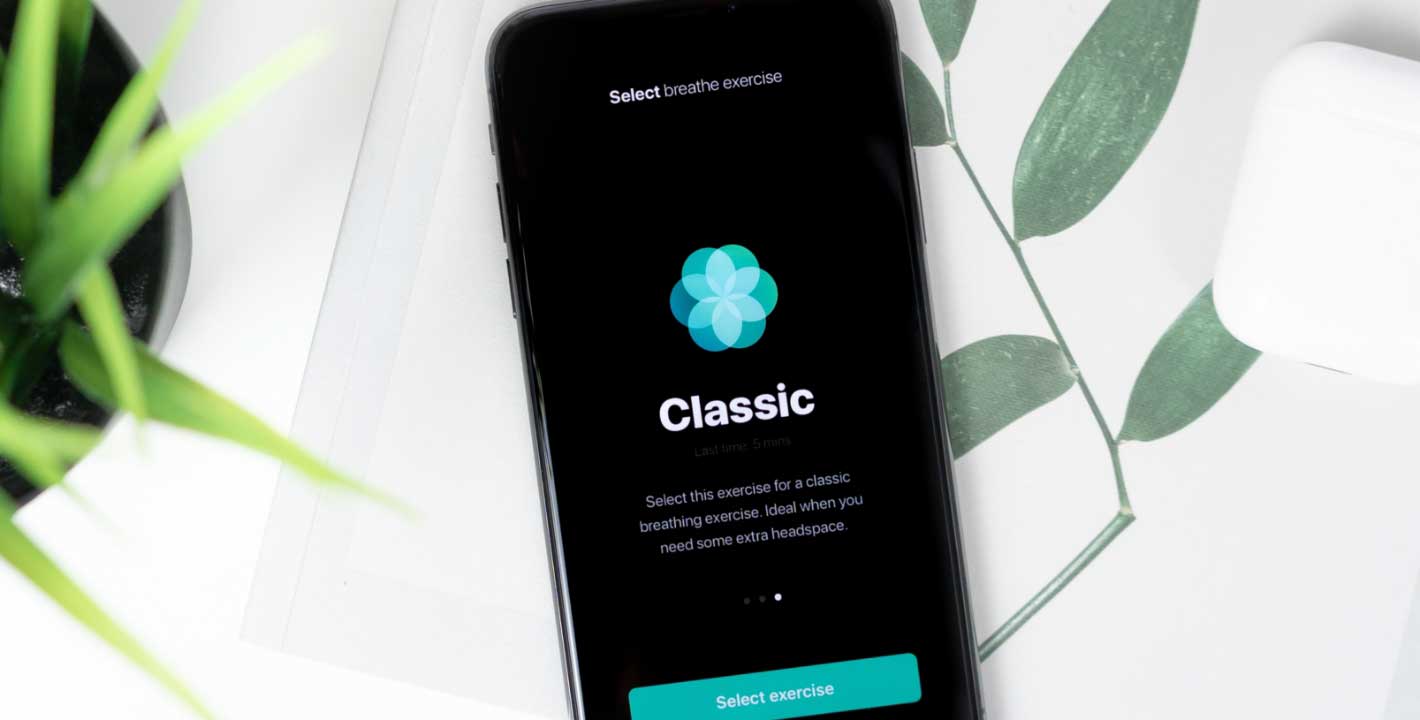 Select breathe exercise
Classic
Last time: 5 mins
Select this exercise for a classic
breathing exercise. Ideal when you
need some extra headspace.
Select exercise